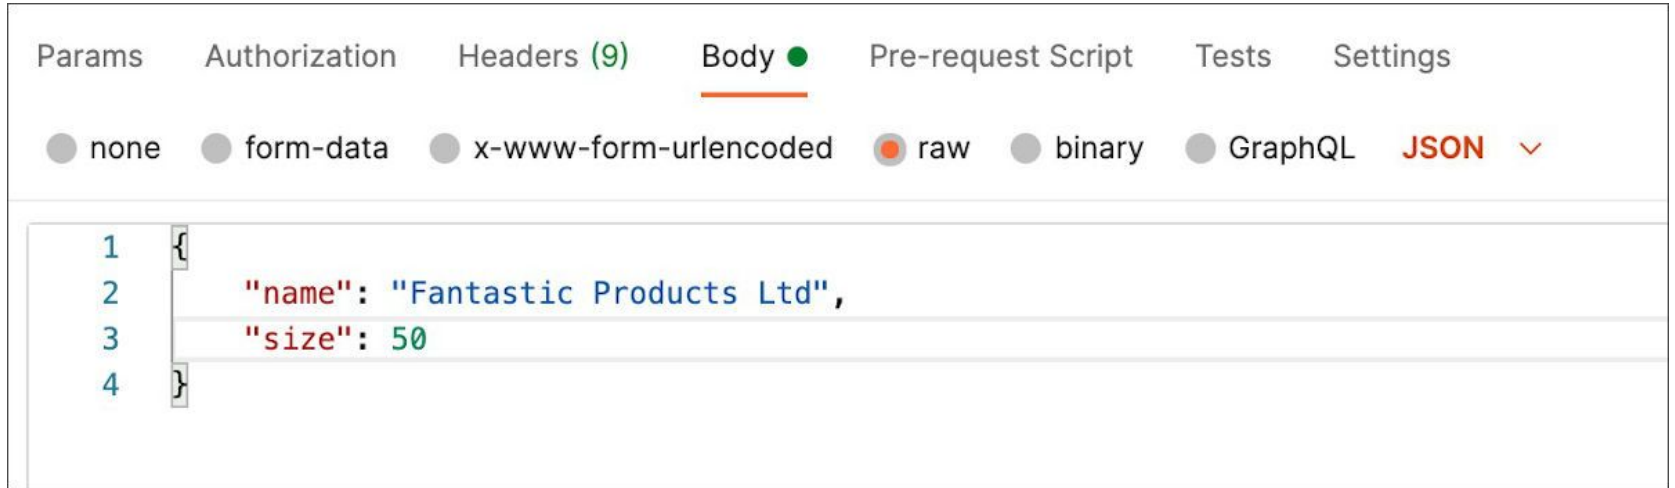 Params Authorization Headers (9) Body Pre-request Script Tests Settings
none form-data x-www-form-urlencoded raw binary GraphQL JSON
1 {
2 "name": "Fantastic Products Ltd",
3 "size": 50
4 }